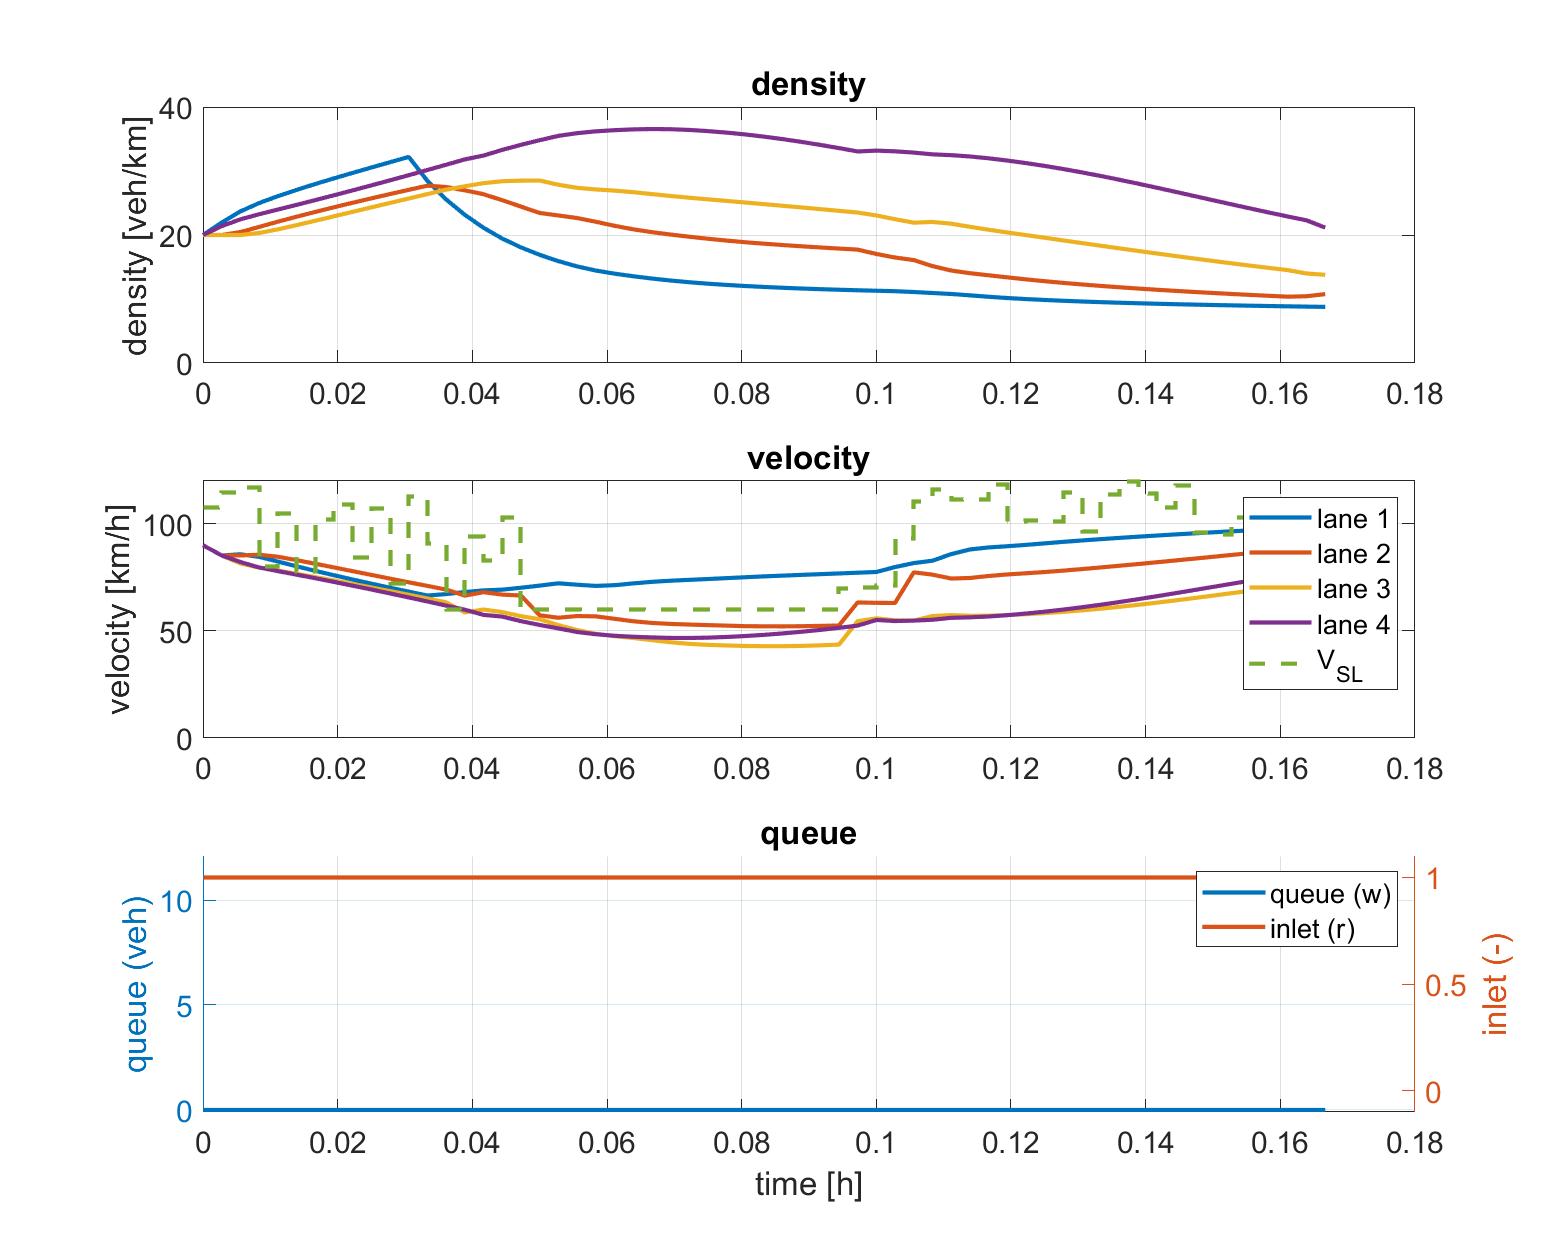 density
density [veh/km]
40
20
0
0 0.02 0.04 0.06 0.08 0.1 0.12 0.14 0.16 0.18
velocity
velocity [km/h]
100
50
0
lane 1
lane 2
lane 3
lane 4
V_SL
0 0.02 0.04 0.06 0.08 0.1 0.12 0.14 0.16 0.18
queue
queue (veh)
10
5
0
queue (w)
inlet (r)
1
0.5
0
inlet (-)
0 0.02 0.04 0.06 0.08 0.1 0.12 0.14 0.16 0.18
time [h]